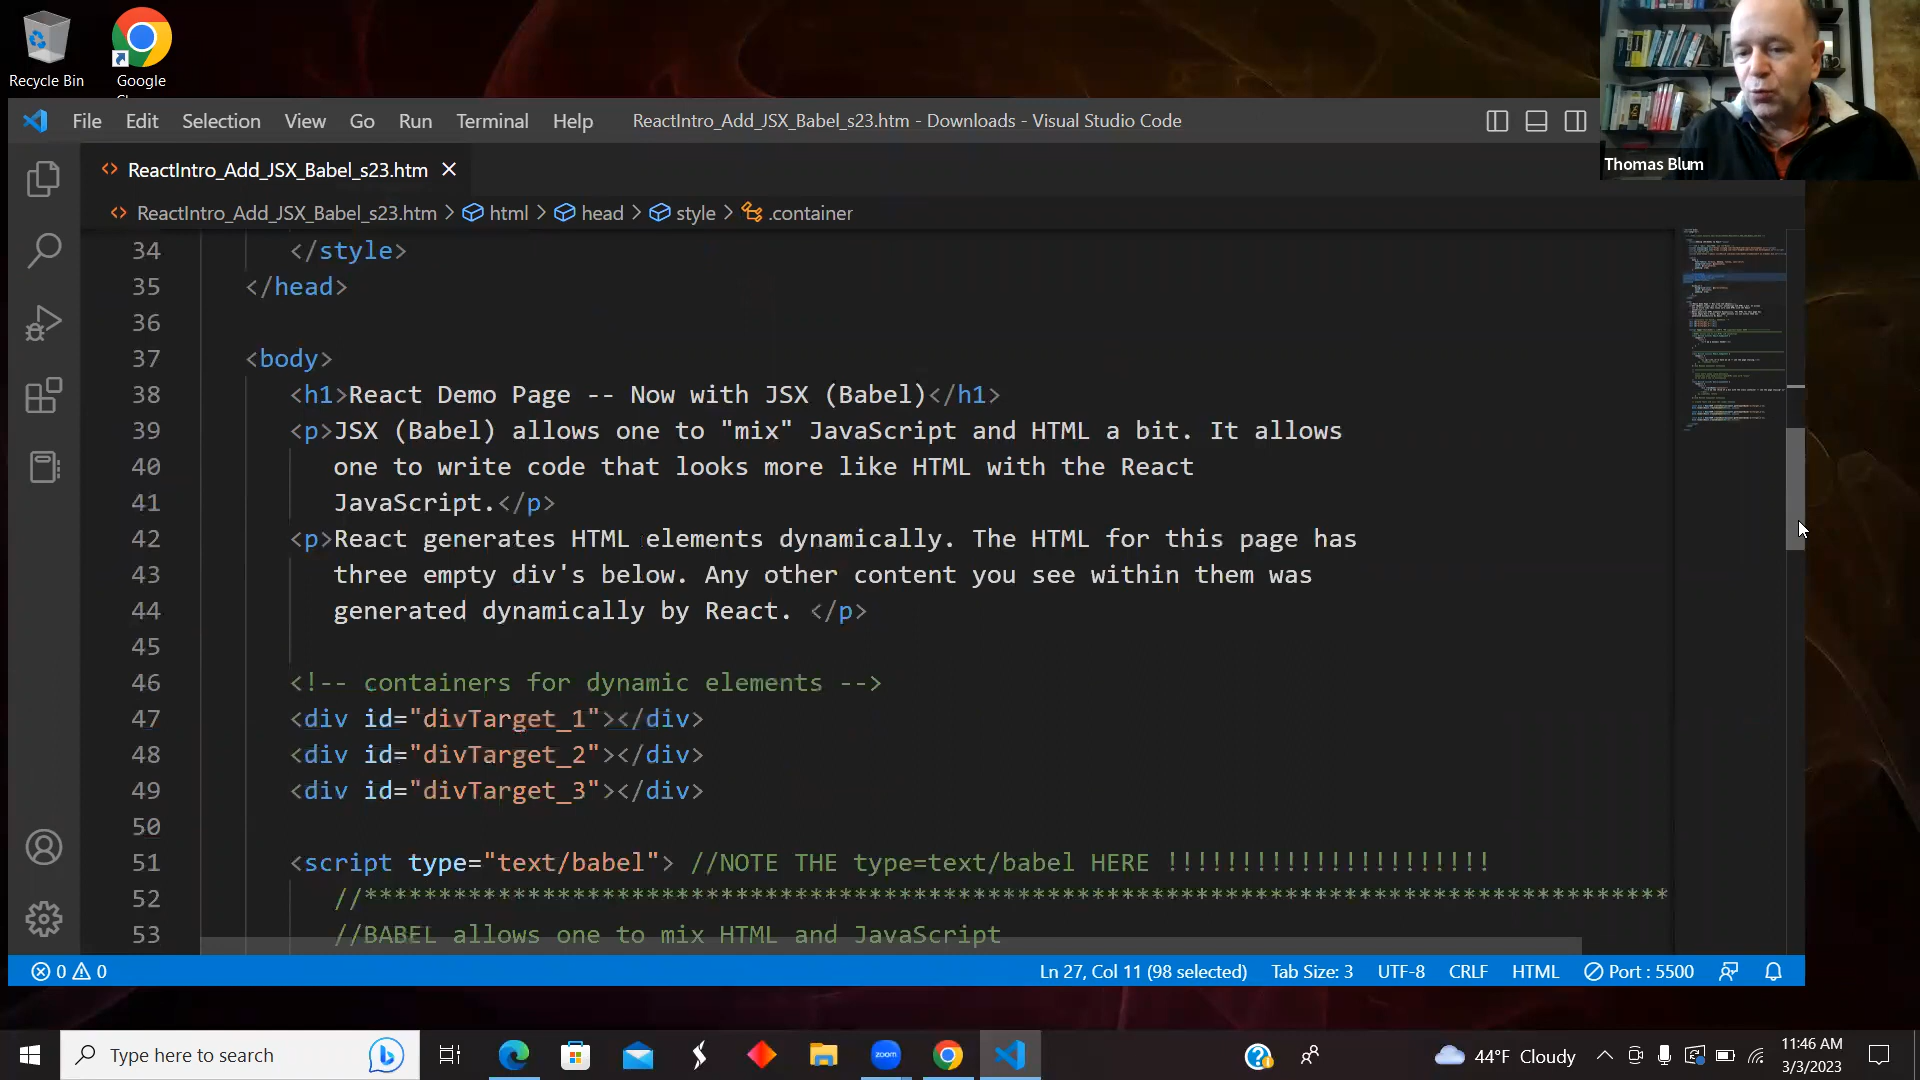 Recycle Bin
Google
File Edit Selection View Go Run Terminal Help
ReactIntro_Add_JSX_Babel_s23.htm - Downloads - Visual Studio Code
Thomas Blum
ReactIntro_Add_JSX_Babel_s23.htm
ReactIntro_Add_JSX_Babel_s23.htm > html > head > style > .container
34 </style>
35 </head>
36
37 <body>
38 <h1>React Demo Page -- Now with JSX (Babel)</h1>
39 <p>JSX (Babel) allows one to "mix" JavaScript and HTML a bit. It allows
40 one to write code that looks more like HTML with the React
41 JavaScript.</p>
42 <p>React generates HTML elements dynamically. The HTML for this page has
43 three empty div's below. Any other content you see within them was
44 generated dynamically by React. </p>
45
46 <!-- containers for dynamic elements -->
47 <div id="divTarget_1"></div>
48 <div id="divTarget_2"></div>
49 <div id="divTarget_3"></div>
50
51 <script type="text/babel"> //NOTE THE type=text/babel HERE !!!!!!!!!!!!!!!!!!!!!!
52 //****************************************************************************************
53 //BABEL allows one to mix HTML and JavaScript
0 0
Ln 27, Col 11 (98 selected) Tab Size: 3 UTF-8 CRLF HTML Port : 5500
Type here to search
zoom
44°F Cloudy
11:46 AM
3/3/2023